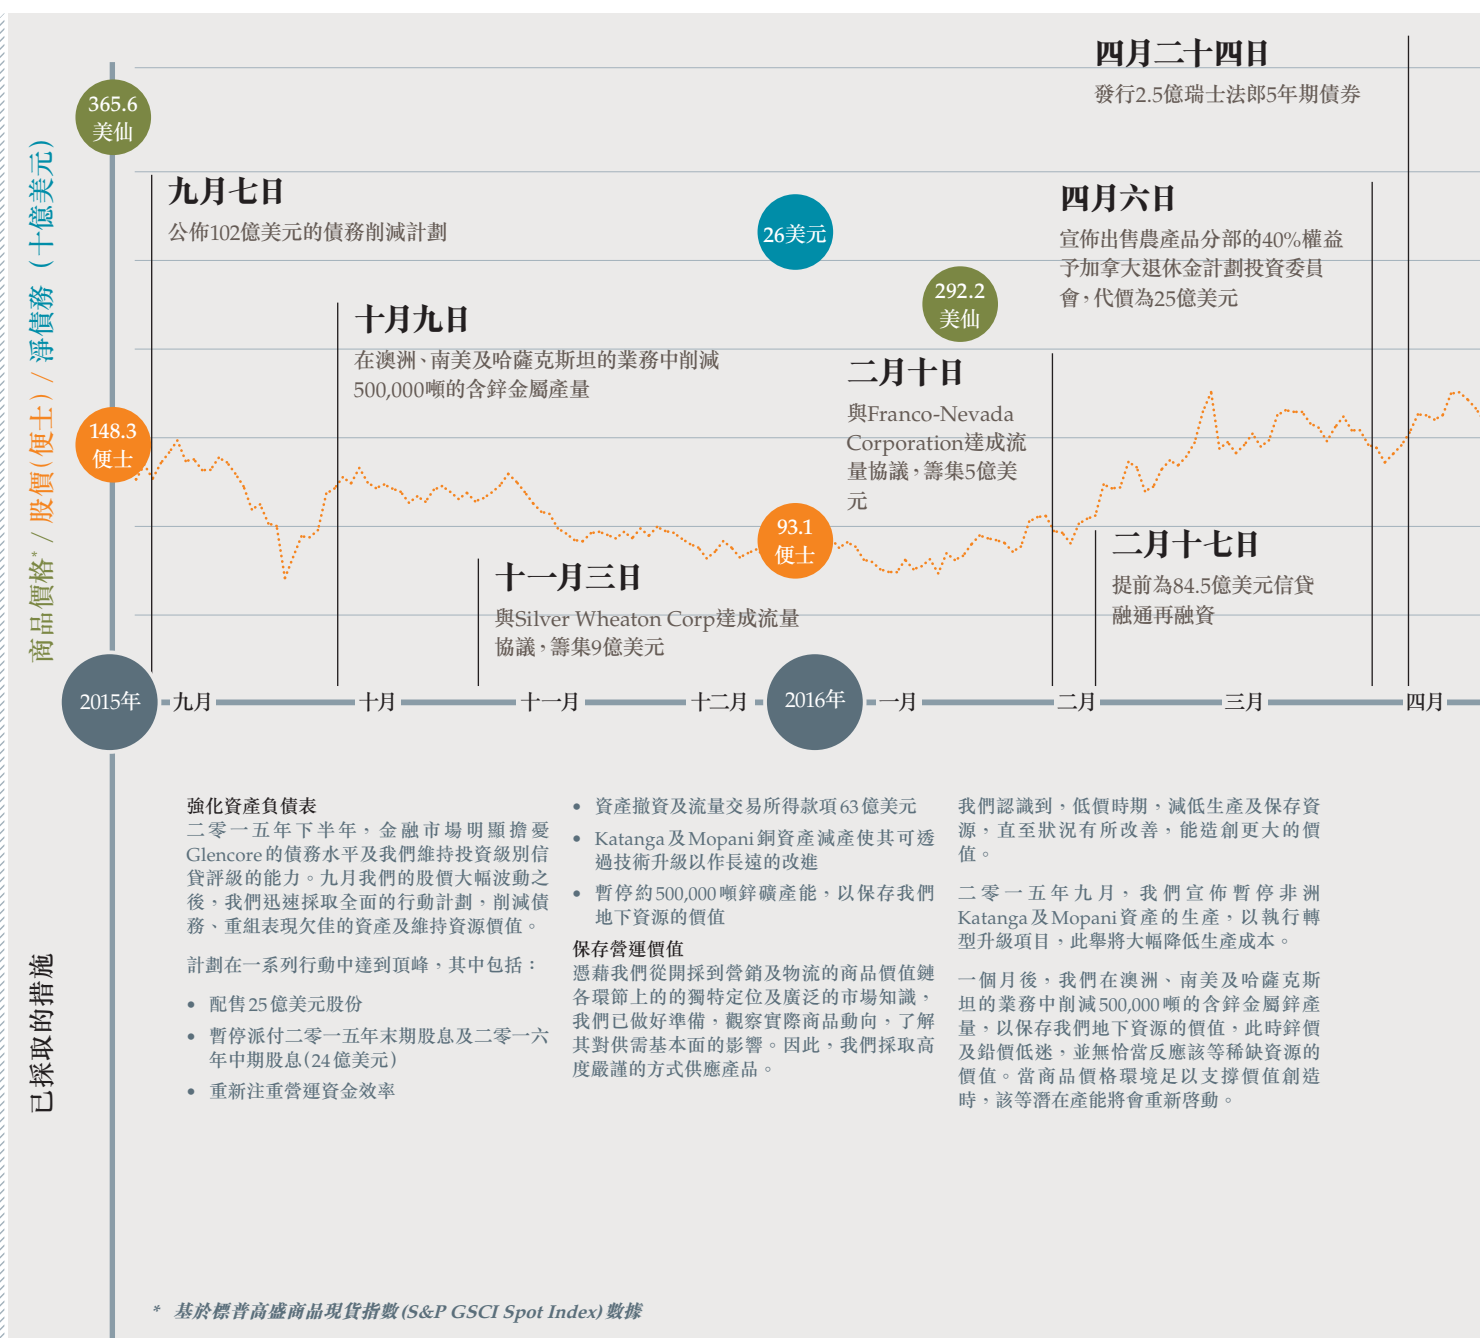 商品價格* / 股價(便士) / 淨債務（十億美元）
365.6
美仙
148.3
便士
九月七日
公佈102億美元的債務削減計劃
十月九日
在澳洲、南美及哈薩克斯坦的業務中削減
500,000噸的含鋅金屬產量
十一月三日
與Silver Wheaton Corp達成流量
協議，籌集9億美元
26美元
93.1
便士
292.2
美仙
二月十日
與Franco-Nevada
Corporation達成流
量協議，籌集5億美
元
二月十七日
提前為84.5億美元信貸
融通再融資
四月六日
宣佈出售農產品分部的40%權益
予加拿大退休金計劃投資委員
會，代價為25億美元
四月二十四日
發行2.5億瑞士法郎5年期債券
2015年 九月 十月 十一月 十二月 2016年 一月 二月 三月 四月
已採取的措施
強化資產負債表
二零一五年下半年，金融市場明顯擔憂
Glencore的債務水平及我們維持投資級別信
貸評級的能力。九月我們的股價大幅波動之
後，我們迅速採取全面的行動計劃，削減債
務、重組表現欠佳的資產及維持資源價值。
計劃在一系列行動中達到頂峰，其中包括：
• 配售25億美元股份
• 暫停派付二零一五年末期股息及二零一六
年中期股息(24億美元)
• 重新注重營運資金效率
• 資產撤資及流量交易所得款項63億美元
• Katanga及Mopani銅資產減產使其可透
過技術升級以作長遠的改進
• 暫停約500,000噸鋅礦產能，以保存我們
地下資源的價值
保存營運價值
憑藉我們從開採到營銷及物流的商品價值鏈
各環節上的的獨特定位及廣泛的市場知識，
我們已做好準備，觀察實際商品動向，了解
其對供需基本面的影響。因此，我們採取高
度嚴謹的方式供應產品。
我們認識到，低價時期，減低生產及保存資
源，直至狀況有所改善，能造創更大的價
值。
二零一五年九月，我們宣佈暫停非洲
Katanga及Mopani資產的生產，以執行轉
型升級項目，此舉將大幅降低生產成本。
一個月後，我們在澳洲、南美及哈薩克斯
坦的業務中削減500,000噸的含鋅金屬鋅產
量，以保存我們地下資源的價值，此時鋅價
及鉛價低迷，並無恰當反應該等稀缺資源的
價值。當商品價格環境足以支撐價值創造
時，該等潛在產能將會重新啓動。
* 基於標普高盛商品現貨指數(S&P GSCI Spot Index)數據